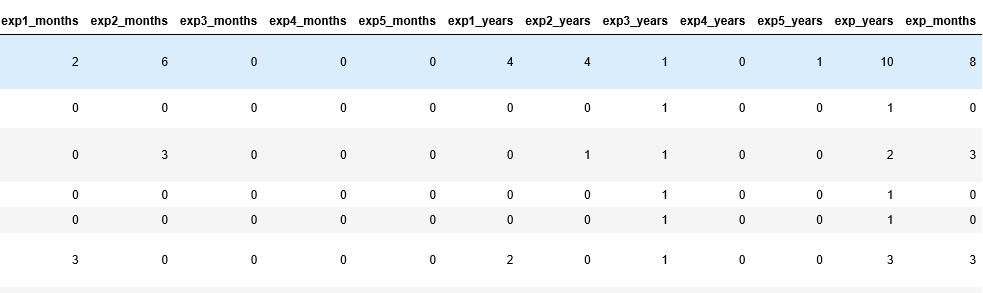 exp1_months exp2_months exp3_months exp4_months exp5_months exp1_years exp2_years exp3_years exp4_years exp5_years exp_years exp_months
2 6 0 0 0 4 4 1 0 1 10 8
0 0 0 0 0 0 0 1 0 0 1 0
0 3 0 0 0 0 1 1 0 0 2 3
0 0 0 0 0 0 0 1 0 0 1 0
0 0 0 0 0 0 0 1 0 0 1 0
3 0 0 0 0 2 0 1 0 0 3 3